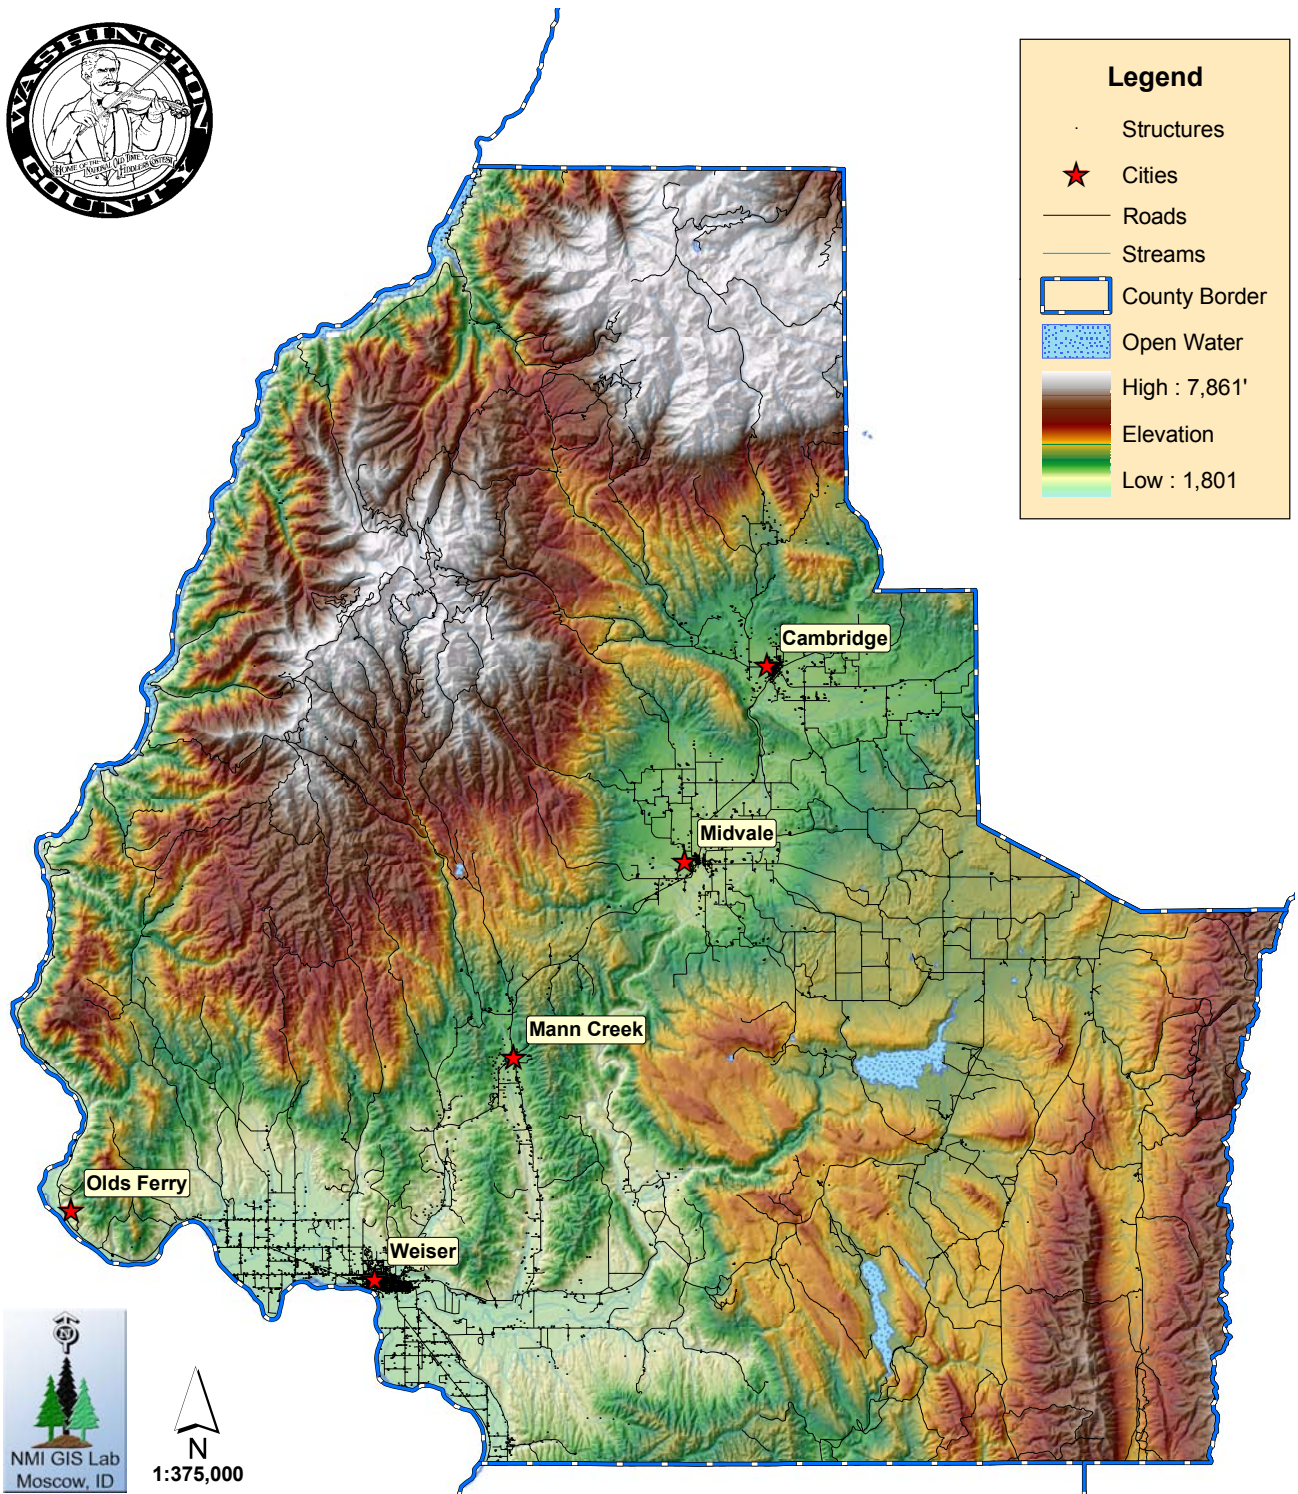 WASHINGTON
HOME OF THE NATIONAL OLD TIME FIDDLERS CONTEST
COUNTY
Legend
Structures
Cities
Roads
Streams
County Border
Open Water
High : 7,861'
Elevation
Low : 1,801
Cambridge
Midvale
Mann Creek
Olds Ferry
Weiser
N
NMI GIS Lab
Moscow, ID
N
1:375,000